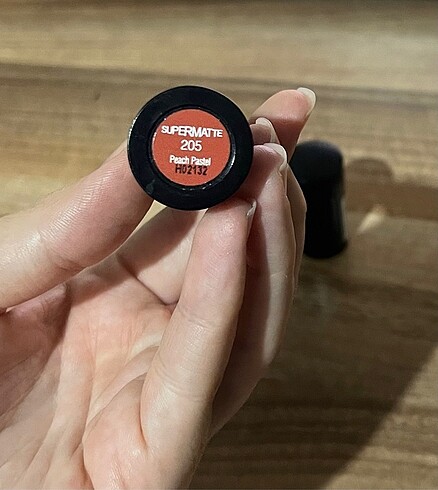 SUPERMATTE
205
Peach Pastel
H02132